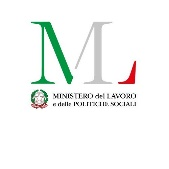 ML
MINISTERO del LAVORO
e delle POLITICHE SOCIALI